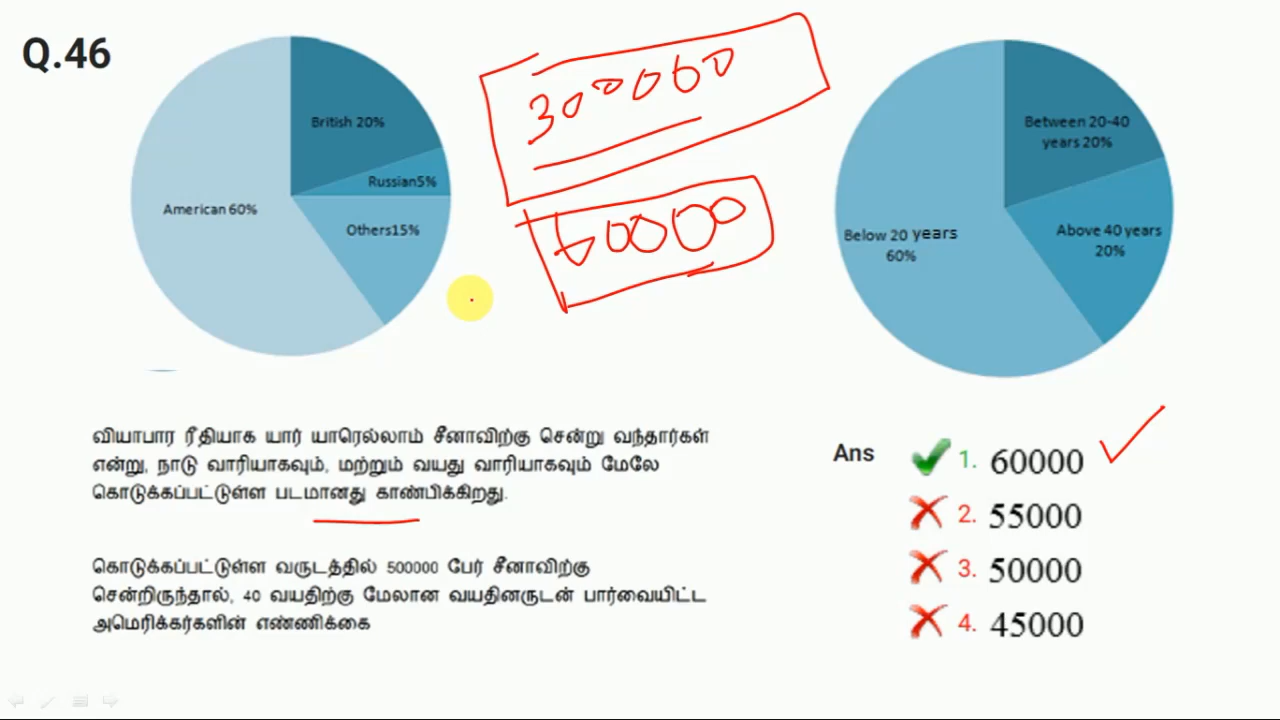 Q.46
British 20%
Russian5%
American 60%
Others15%
300000
60000
Between 20-40
years 20%
Above 40 years
20%
Below 20 years
60%
வியாபார ரீதியாக யார் யாரெல்லாம் சீனாவிற்கு சென்று வந்தார்கள்
என்று, நாடு வாரியாகவும், மற்றும் வயது வாரியாகவும் மேலே
கொடுக்கப்பட்டுள்ள படமானது காண்பிக்கிறது.
கொடுக்கப்பட்டுள்ள வருடத்தில் 500000 பேர் சீனாவிற்கு
சென்றிருந்தால், 40 வயதிற்கு மேலான வயதினருடன் பார்வையிட்ட
அமெரிக்கர்களின் எண்ணிக்கை
Ans
1. 60000
2. 55000
3. 50000
4. 45000